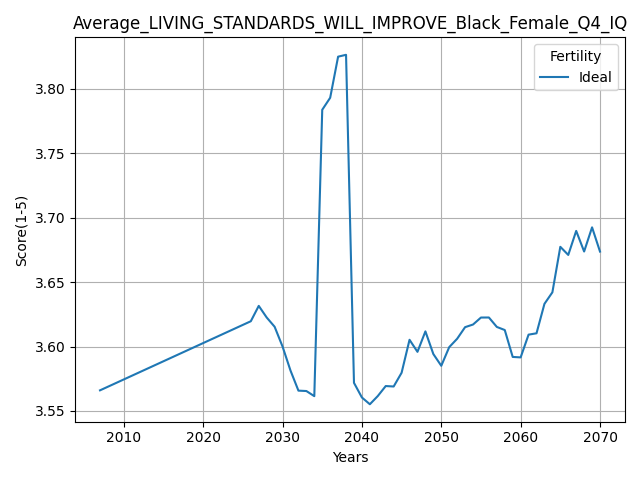 Average_LIVING_STANDARDS_WILL_IMPROVE_Black_Female_Q4_IQ
Fertility
Ideal
3.80
3.75
3.70
3.65
3.60
3.55
Score(1-5)
2010 2020 2030 2040 2050 2060 2070
Years